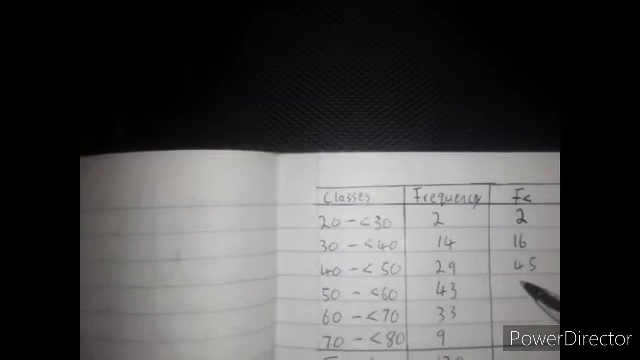 Classes Frequency F<
20 - <30 2 2
30 - <40 14 16
40 - <50 29 45
50 - <60 43
60 - <70 33
70 - <80 9
PowerDirector